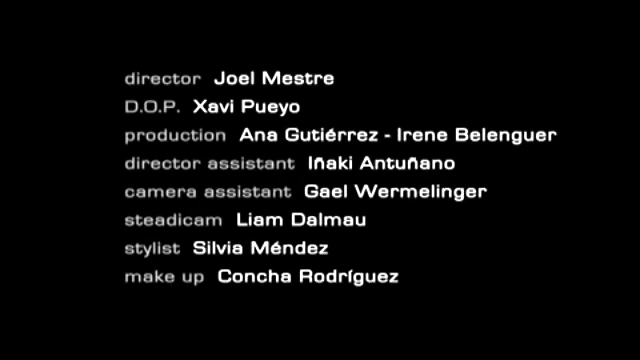 director Joel Mestre
D.O.P. Xavi Pueyo
production Ana Gutiérrez - Irene Belenguer
director assistant Iñaki Antuñano
camera assistant Gael Wermelinger
steadicam Liam Dalmau
stylist Silvia Méndez
make up Concha Rodríguez